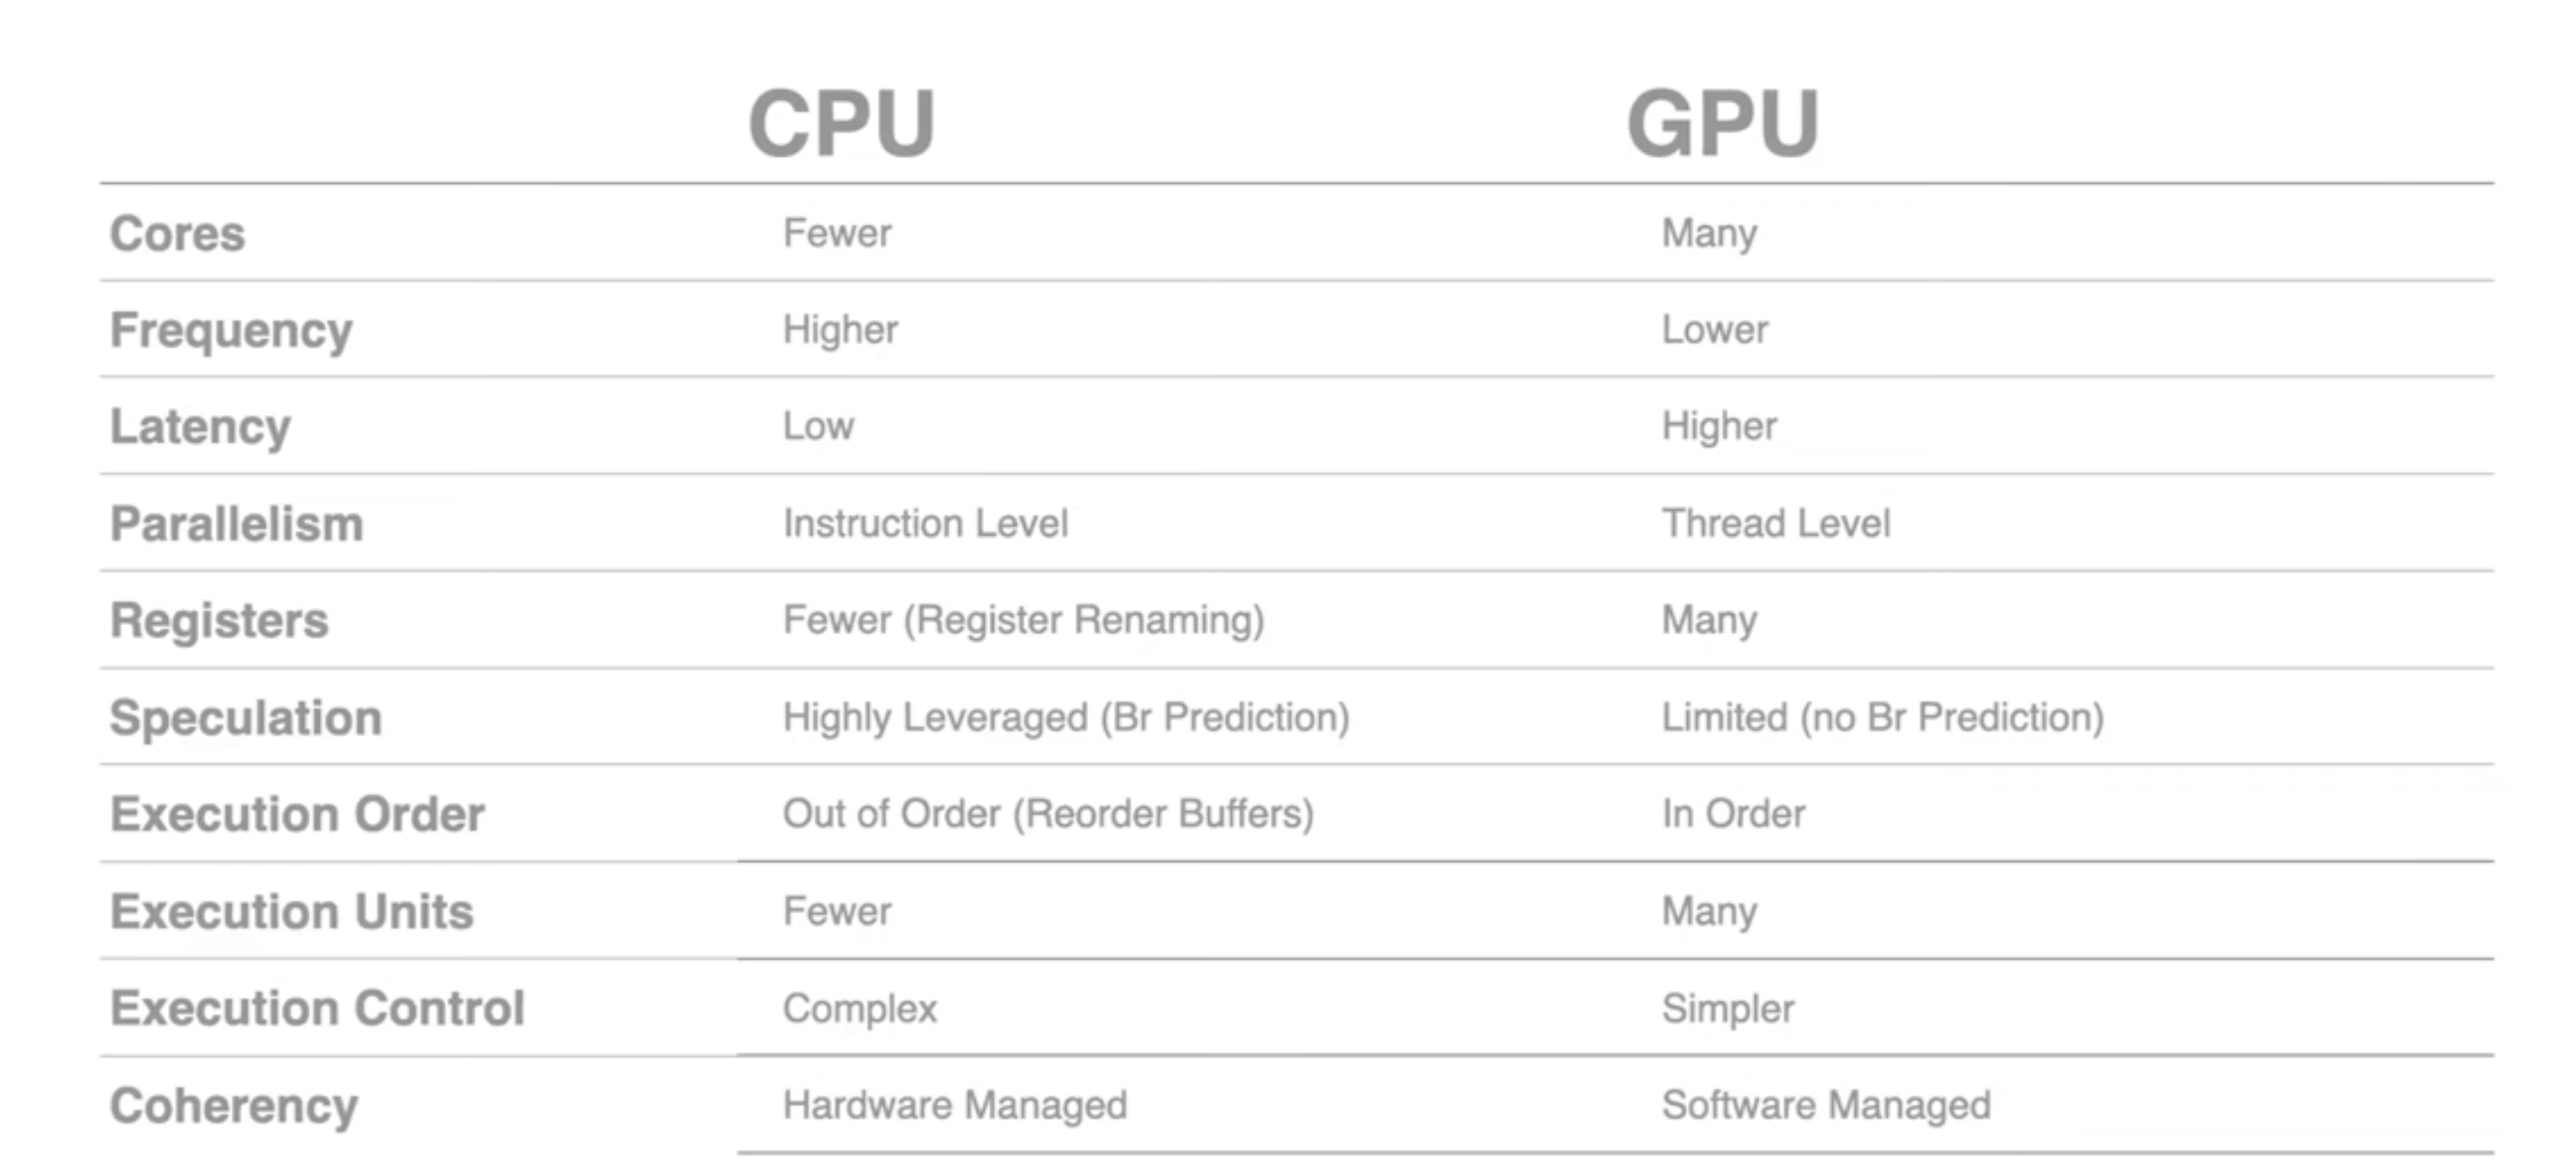 CPU GPU
Cores Fewer Many
Frequency Higher Lower
Latency Low Higher
Parallelism Instruction Level Thread Level
Registers Fewer (Register Renaming) Many
Speculation Highly Leveraged (Br Prediction) Limited (no Br Prediction)
Execution Order Out of Order (Reorder Buffers) In Order
Execution Units Fewer Many
Execution Control Complex Simpler
Coherency Hardware Managed Software Managed